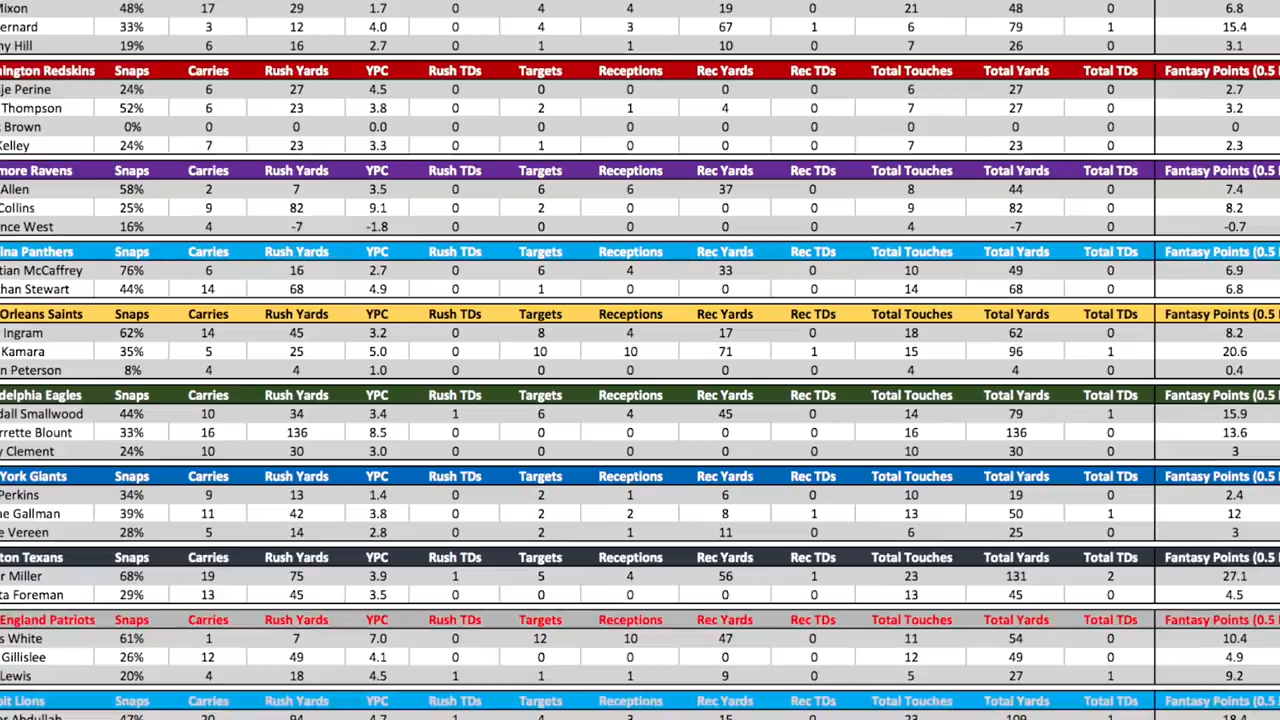 Mixon 48% 17 29 1.7 0 4 4 19 0 21 48 0 6.8
ernard 33% 3 12 4.0 0 4 3 67 1 6 79 1 15.4
ny Hill 19% 6 16 2.7 0 1 1 10 0 7 26 0 3.1
ington Redskins Snaps Carries Rush Yards YPC Rush TDs Targets Receptions Rec Yards Rec TDs Total Touches Total Yards Total TDs Fantasy Points (0.5
je Perine 24% 6 27 4.5 0 0 0 0 0 6 27 0 2.7
Thompson 52% 6 23 3.8 0 2 1 4 0 7 27 0 3.2
Brown 0% 0 0 0.0 0 0 0 0 0 0 0 0 0
Kelley 24% 7 23 3.3 0 1 0 0 0 7 23 0 2.3
more Ravens Snaps Carries Rush Yards YPC Rush TDs Targets Receptions Rec Yards Rec TDs Total Touches Total Yards Total TDs Fantasy Points (0.5
Allen 58% 2 7 3.5 0 6 6 37 0 8 44 0 7.4
Collins 25% 9 82 9.1 0 2 0 0 0 9 82 0 8.2
nce West 16% 4 -7 -1.8 0 0 0 0 0 4 -7 0 -0.7
ina Panthers Snaps Carries Rush Yards YPC Rush TDs Targets Receptions Rec Yards Rec TDs Total Touches Total Yards Total TDs Fantasy Points (0.5
tian McCaffrey 76% 6 16 2.7 0 6 4 33 0 10 49 0 6.9
than Stewart 44% 14 68 4.9 0 1 0 0 0 14 68 0 6.8
Orleans Saints Snaps Carries Rush Yards YPC Rush TDs Targets Receptions Rec Yards Rec TDs Total Touches Total Yards Total TDs Fantasy Points (0.5
Ingram 62% 14 45 3.2 0 8 4 17 0 18 62 0 8.2
Kamara 35% 5 25 5.0 0 10 10 71 1 15 96 1 20.6
n Peterson 8% 4 4 1.0 0 0 0 0 0 4 4 0 0.4
delphia Eagles Snaps Carries Rush Yards YPC Rush TDs Targets Receptions Rec Yards Rec TDs Total Touches Total Yards Total TDs Fantasy Points (0.5
dall Smallwood 44% 10 34 3.4 1 6 4 45 0 14 79 1 15.9
rrette Blount 33% 16 136 8.5 0 0 0 0 0 16 136 0 13.6
y Clement 24% 10 30 3.0 0 0 0 0 0 10 30 0 3
York Giants Snaps Carries Rush Yards YPC Rush TDs Targets Receptions Rec Yards Rec TDs Total Touches Total Yards Total TDs Fantasy Points (0.5
Perkins 34% 9 13 1.4 0 2 1 6 0 10 19 0 2.4
ne Gallman 39% 11 42 3.8 0 2 2 8 1 13 50 1 12
e Vereen 28% 5 14 2.8 0 2 1 11 0 6 25 0 3
ton Texans Snaps Carries Rush Yards YPC Rush TDs Targets Receptions Rec Yards Rec TDs Total Touches Total Yards Total TDs Fantasy Points (0.5
r Miller 68% 19 75 3.9 1 5 4 56 1 23 131 2 27.1
ta Foreman 29% 13 45 3.5 0 0 0 0 0 13 45 0 4.5
England Patriots Snaps Carries Rush Yards YPC Rush TDs Targets Receptions Rec Yards Rec TDs Total Touches Total Yards Total TDs Fantasy Points (0.5
s White 61% 1 7 7.0 0 12 10 47 0 11 54 0 10.4
Gillislee 26% 12 49 4.1 0 0 0 0 0 12 49 0 4.9
Lewis 20% 4 18 4.5 1 1 1 9 0 5 27 1 9.2
oit Lions Snaps Carries Rush Yards YPC Rush TDs Targets Receptions Rec Yards Rec TDs Total Touches Total Yards Total TDs Fantasy Points (0.5
Abdullah 47% 20 94 4.7 1 4 3 15 0 23 109 1 18.4